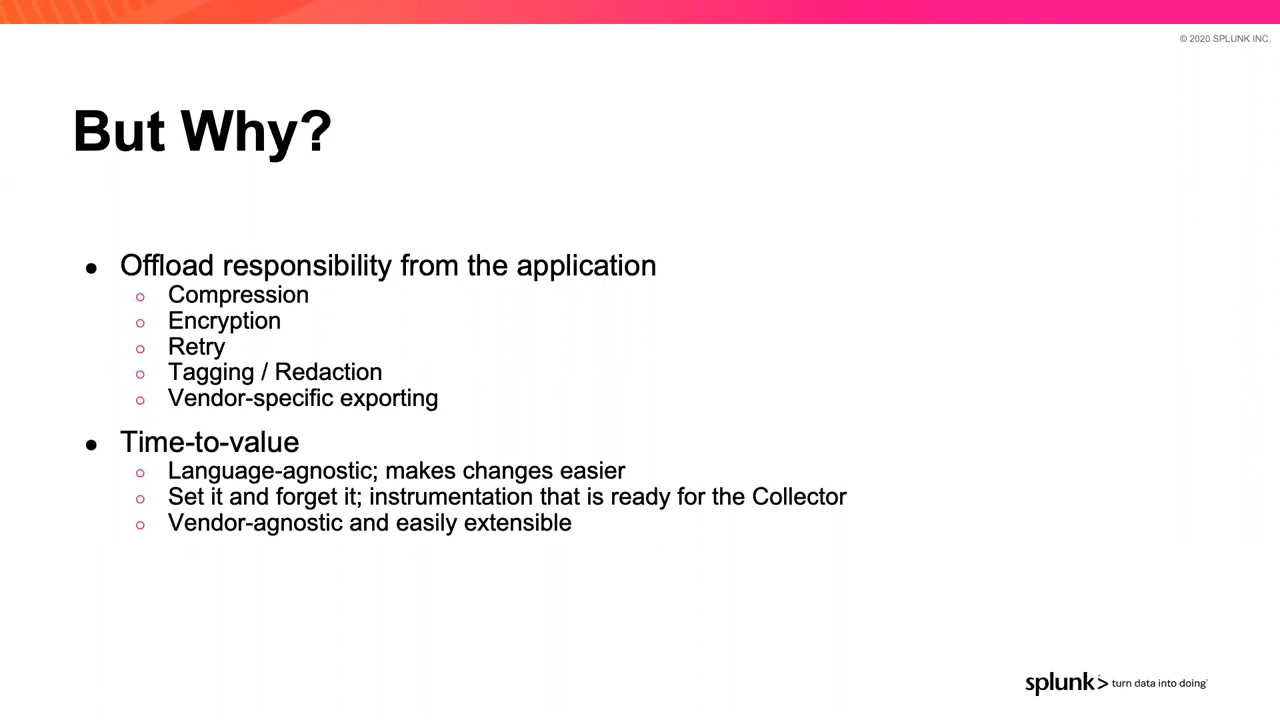 © 2020 SPLUNK INC.
But Why?
● Offload responsibility from the application
○ Compression
○ Encryption
○ Retry
○ Tagging / Redaction
○ Vendor-specific exporting
● Time-to-value
○ Language-agnostic; makes changes easier
○ Set it and forget it; instrumentation that is ready for the Collector
○ Vendor-agnostic and easily extensible
splunk> turn data into doing